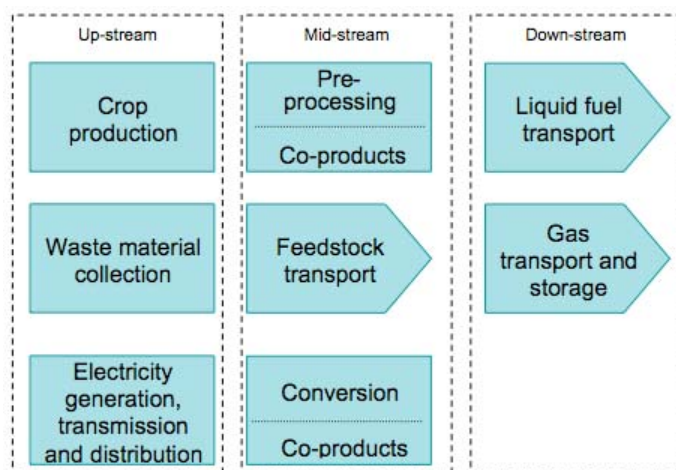 Up-stream
Crop
production
Waste material
collection
Electricity
generation,
transmission
and distribution
Mid-stream
Pre-
processing
Co-products
Feedstock
transport
Conversion
Co-products
Down-stream
Liquid fuel
transport
Gas
transport and
storage